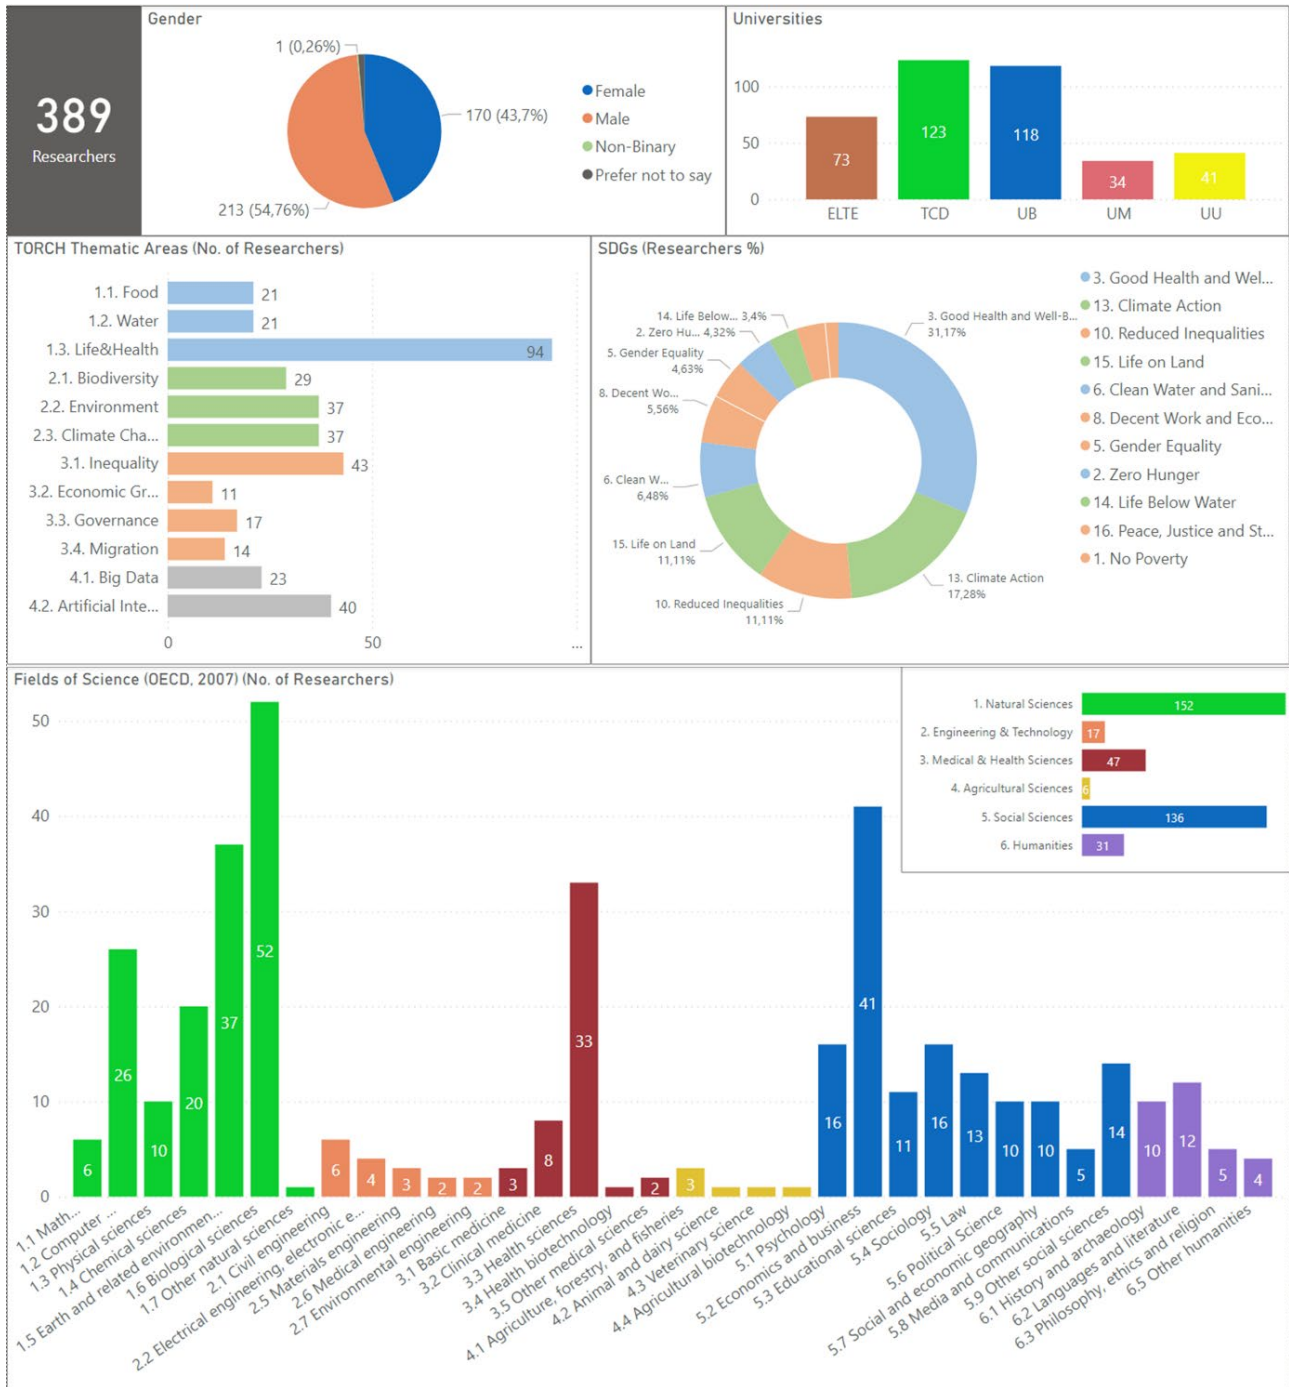 389
Researchers
Gender
1 (0,26%)
170 (43,7%)
213 (54,76%)
Female
Male
Non-Binary
Prefer not to say
Universities
100
50
0
73
123
118
34
41
ELTE
TCD
UB
UM
UU
TORCH Thematic Areas (No. of Researchers)
1.1. Food
21
1.2. Water
21
1.3. Life&Health
94
2.1. Biodiversity
29
2.2. Environment
37
2.3. Climate Cha...
37
3.1. Inequality
43
3.2. Economic Gr...
11
3.3. Governance
17
3.4. Migration
14
4.1. Big Data
23
4.2. Artificial Inte...
40
0
50
...
SDGs (Researchers %)
14. Life Below... 3,4%
2. Zero Hu... 4,32%
5. Gender Equality
4,63%
8. Decent Wo...
5,56%
6. Clean W...
6,48%
15. Life on Land
11,11%
10. Reduced Inequalities
11,11%
13. Climate Action
17,28%
3. Good Health and Well-B...
31,17%
3. Good Health and Wel...
13. Climate Action
10. Reduced Inequalities
15. Life on Land
6. Clean Water and Sani...
8. Decent Work and Eco...
5. Gender Equality
2. Zero Hunger
14. Life Below Water
16. Peace, Justice and St...
1. No Poverty
Fields of Science (OECD, 2007) (No. of Researchers)
1. Natural Sciences
152
2. Engineering & Technology
17
3. Medical & Health Sciences
47
4. Agricultural Sciences
6
5. Social Sciences
136
6. Humanities
31
50
40
30
20
10
0
6
26
10
20
37
52
6
4
3
2
2
3
8
33
2
3
16
41
11
16
13
10
10
5
14
10
12
5
4
1.1 Math...
1.2 Computer ...
1.3 Physical sciences
1.4 Chemical sciences
1.5 Earth and related environmen...
1.6 Biological sciences
1.7 Other natural sciences
2.1 Civil engineering
2.2 Electrical engineering, electronic e...
2.5 Materials engineering
2.6 Medical engineering
2.7 Environmental engineering
3.1 Basic medicine
3.2 Clinical medicine
3.3 Health sciences
3.4 Health biotechnology
3.5 Other medical sciences
4.1 Agriculture, forestry, and fisheries
4.2 Animal and dairy science
4.3 Veterinary science
4.4 Agricultural biotechnology
5.1 Psychology
5.2 Economics and business
5.3 Educational sciences
5.4 Sociology
5.5 Law
5.6 Political Science
5.7 Social and economic geography
5.8 Media and communications
5.9 Other social sciences
6.1 History and archaeology
6.2 Languages and literature
6.3 Philosophy, ethics and religion
6.5 Other humanities